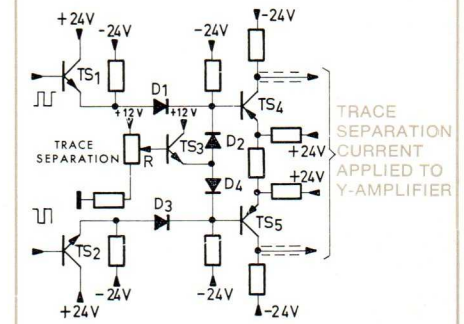 +24V
-24V
-24V
-24V
TS1
D1
TS4
+12V
+12V
TRACE
SEPARATION
R
TS3
D2
D4
+24V
+24V
TRACE
SEPARATION
CURRENT
APPLIED TO
Y-AMPLIFIER
D3
TS5
TS2
+24V
-24V
-24V
-24V